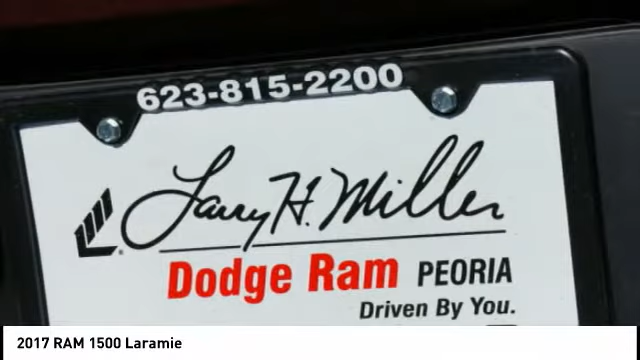 623-815-2200
Larry H. Miller
Dodge Ram PEORIA
Driven By You.
2017 RAM 1500 Laramie